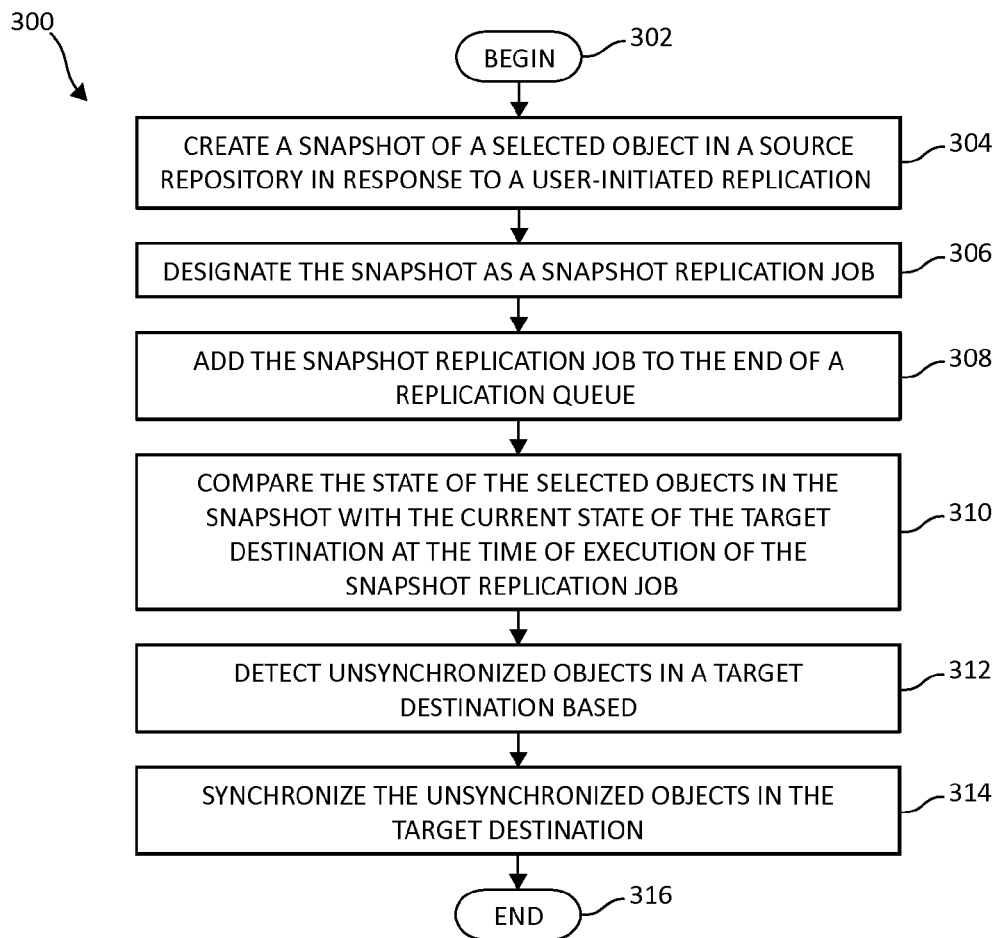 300
BEGIN
302
CREATE A SNAPSHOT OF A SELECTED OBJECT IN A SOURCE
REPOSITORY IN RESPONSE TO A USER-INITIATED REPLICATION
304
DESIGNATE THE SNAPSHOT AS A SNAPSHOT REPLICATION JOB
306
ADD THE SNAPSHOT REPLICATION JOB TO THE END OF A
REPLICATION QUEUE
308
COMPARE THE STATE OF THE SELECTED OBJECTS IN THE
SNAPSHOT WITH THE CURRENT STATE OF THE TARGET
DESTINATION AT THE TIME OF EXECUTION OF THE
SNAPSHOT REPLICATION JOB
310
DETECT UNSYNCHRONIZED OBJECTS IN A TARGET
DESTINATION BASED
312
SYNCHRONIZE THE UNSYNCHRONIZED OBJECTS IN THE
TARGET DESTINATION
314
END
316